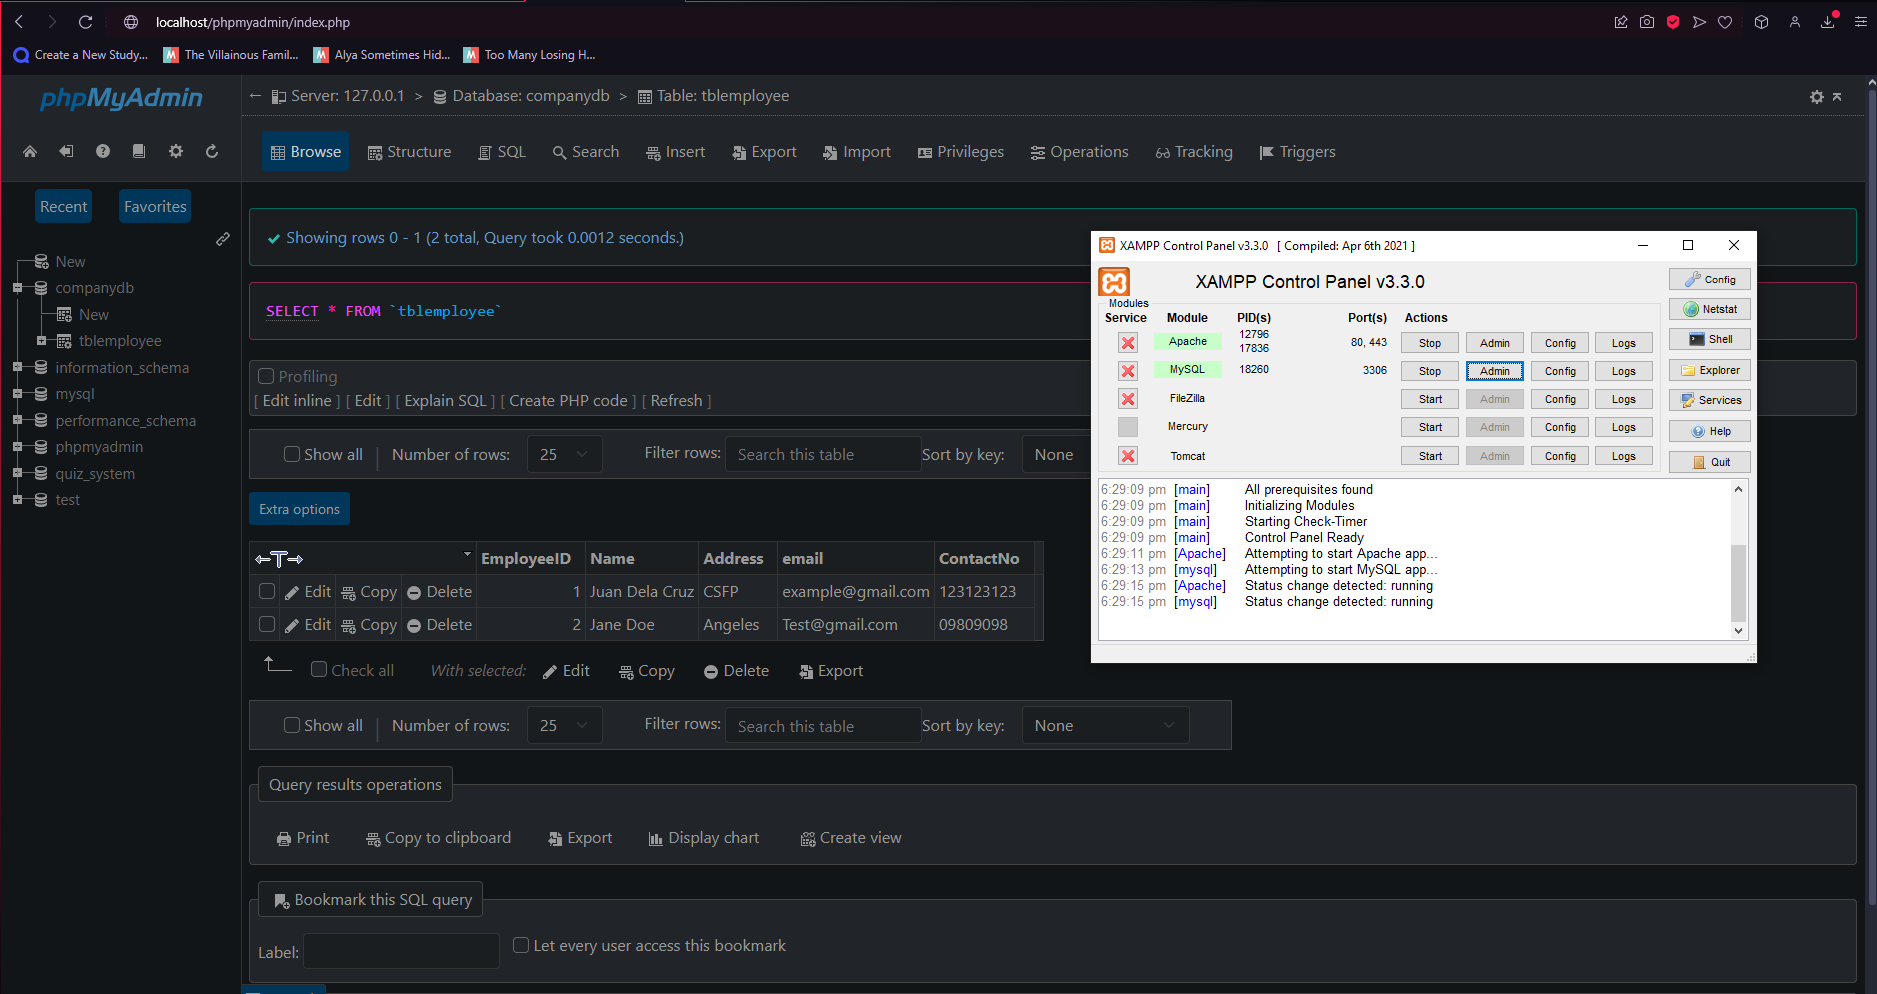 localhost/phpmyadmin/index.php
Create a New Study... The Villainous Famil... Alya Sometimes Hid... Too Many Losing H...
phpMyAdmin
Recent Favorites
New
companydb
New
tblemployee
information_schema
mysql
performance_schema
phpmyadmin
quiz_system
test
Server: 127.0.0.1 > Database: companydb > Table: tblemployee
Browse Structure SQL Search Insert Export Import Privileges Operations Tracking Triggers
Showing rows 0 - 1 (2 total, Query took 0.0012 seconds.)
SELECT * FROM `tblemployee`
Profiling
[ Edit inline ] [ Edit ] [ Explain SQL ] [ Create PHP code ] [ Refresh ]
Show all Number of rows: 25 Filter rows: Search this table Sort by key: None
Extra options
EmployeeID Name Address email ContactNo
Edit Copy Delete 1 Juan Dela Cruz CSFP example@gmail.com 123123123
Edit Copy Delete 2 Jane Doe Angeles Test@gmail.com 09809098
Check all With selected: Edit Copy Delete Export
Show all Number of rows: 25 Filter rows: Search this table Sort by key: None
Query results operations
Print Copy to clipboard Export Display chart Create view
Bookmark this SQL query
Label: Let every user access this bookmark
XAMPP Control Panel v3.3.0 [ Compiled: Apr 6th 2021 ]
XAMPP Control Panel v3.3.0
Modules
Service Module PID(s) Port(s) Actions
Apache 12796 17836 80, 443 Stop Admin Config Logs
MySQL 18260 3306 Stop Admin Config Logs
FileZilla Start Admin Config Logs
Mercury Start Admin Config Logs
Tomcat Start Admin Config Logs
Config
Netstat
Shell
Explorer
Services
Help
Quit
6:29:09 pm [main] All prerequisites found
6:29:09 pm [main] Initializing Modules
6:29:09 pm [main] Starting Check-Timer
6:29:09 pm [main] Control Panel Ready
6:29:11 pm [Apache] Attempting to start Apache app...
6:29:13 pm [mysql] Attempting to start MySQL app...
6:29:15 pm [Apache] Status change detected: running
6:29:15 pm [mysql] Status change detected: running